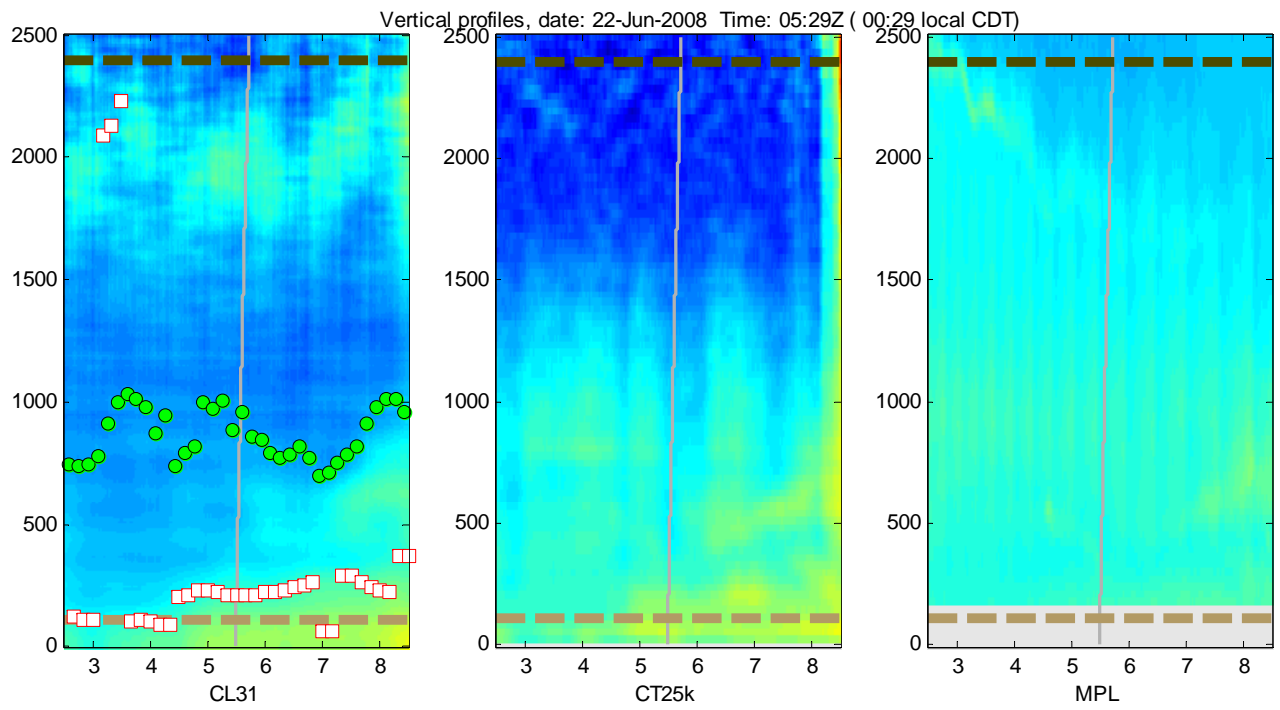 Vertical profiles, date: 22-Jun-2008  Time: 05:29Z ( 00:29 local CDT)
2500 2500 2500
2000 2000 2000
1500 1500 1500
1000 1000 1000
500 500 500
0 0 0
3 4 5 6 7 8 3 4 5 6 7 8 3 4 5 6 7 8
CL31 CT25k MPL